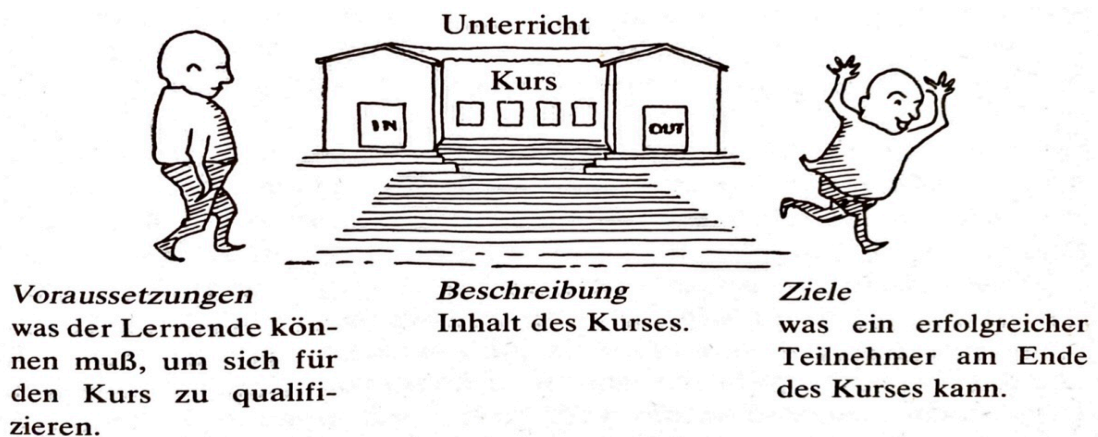 Unterricht
Kurs
IN
OUT
Voraussetzungen
was der Lernende kön-
nen muß, um sich für
den Kurs zu qualifi-
zieren.
Beschreibung
Inhalt des Kurses.
Ziele
was ein erfolgreicher
Teilnehmer am Ende
des Kurses kann.